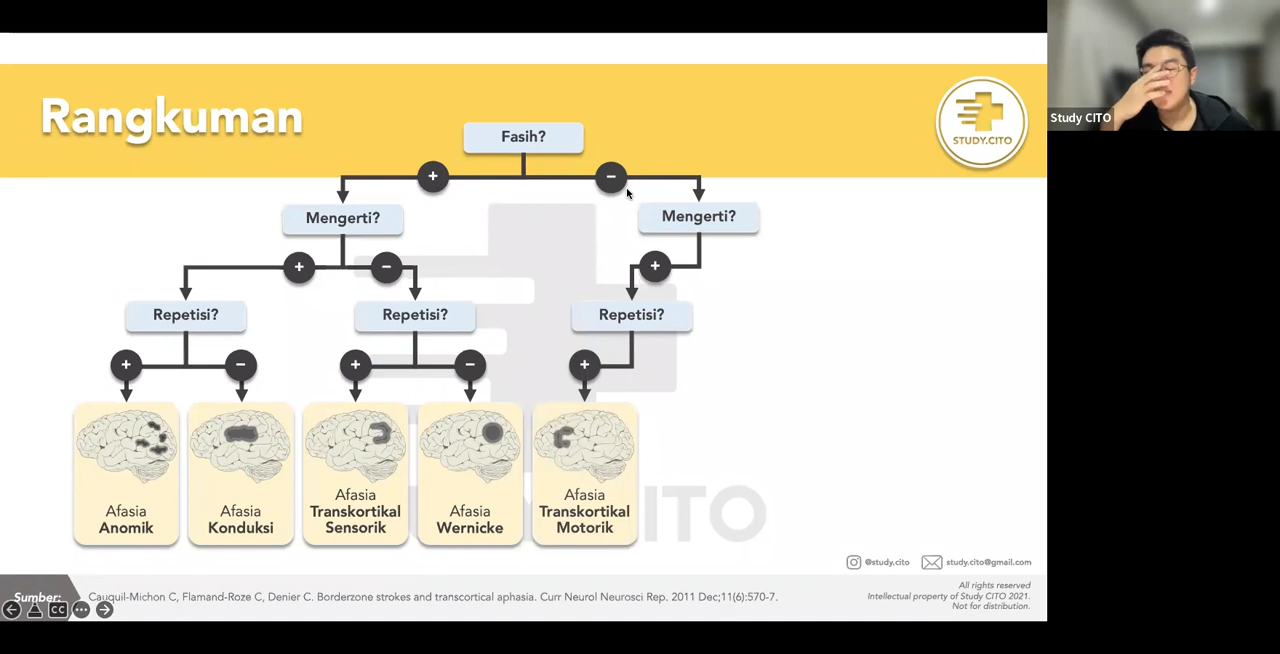 Rangkuman
STUDY.CITO
Study CITO
Fasih?
+
−
Mengerti?
Mengerti?
+
−
+
Repetisi?
Repetisi?
Repetisi?
+
−
+
−
+
Afasia
Anomik
Afasia
Konduksi
Afasia
Transkortikal
Sensorik
Afasia
Wernicke
Afasia
Transkortikal
Motorik
CITO
@study.cito
study.cito@gmail.com
Sumber:
Cauquil-Michon C, Flamand-Roze C, Denier C. Borderzone strokes and transcortical aphasia. Curr Neurol Neurosci Rep. 2011 Dec;11(6):570-7.
All rights reserved
Intellectual property of Study CITO 2021.
Not for distribution.
CC